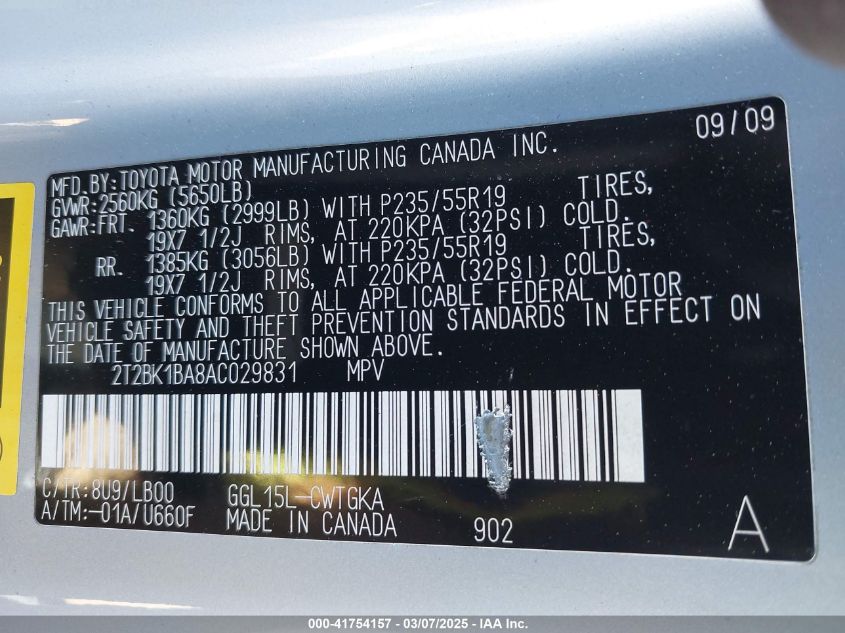 09/09
MFD. BY: TOYOTA MOTOR MANUFACTURING CANADA INC.
GVWR: 2560KG (5650LB)
GAWR: FRT. 1360KG (2999LB) WITH P235/55R19 TIRES,
19X7 1/2J RIMS, AT 220KPA (32PSI) COLD.
RR. 1385KG (3056LB) WITH P235/55R19 TIRES,
19X7 1/2J RIMS, AT 220KPA (32PSI) COLD.
THIS VEHICLE CONFORMS TO ALL APPLICABLE FEDERAL MOTOR
VEHICLE SAFETY AND THEFT PREVENTION STANDARDS IN EFFECT ON
THE DATE OF MANUFACTURE SHOWN ABOVE.
2T2BK1BA8AC029831 MPV
C/TR: 8U9/LB00 GGL15L-CWTGKA
A/TM: -01A/U660F MADE IN CANADA 902 A
000-41754157 - 03/07/2025 - IAA Inc.